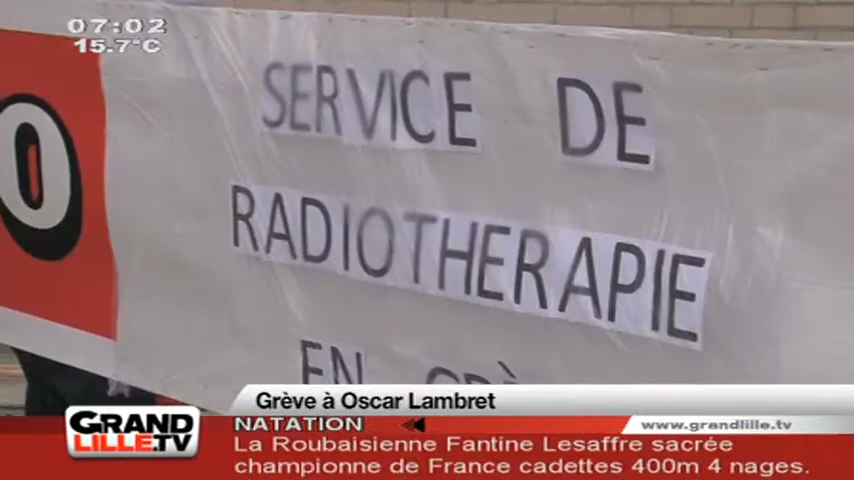 07:02
15.7°C
O
SERVICE DE
RADIOTHERAPIE
EN
Grève à Oscar Lambret
GRAND
LILLE.TV
NATATION
www.grandlille.tv
La Roubaisienne Fantine Lesaffre sacrée
championne de France cadettes 400m 4 nages.